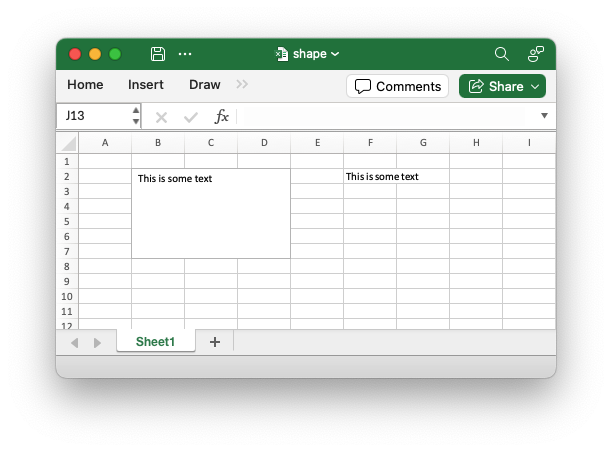 shape
Home Insert Draw Comments Share
J13 fx
A B C D E F G H I
1
2 This is some text This is some text
3
4
5
6
7
8
9
10
11
12
Sheet1 +